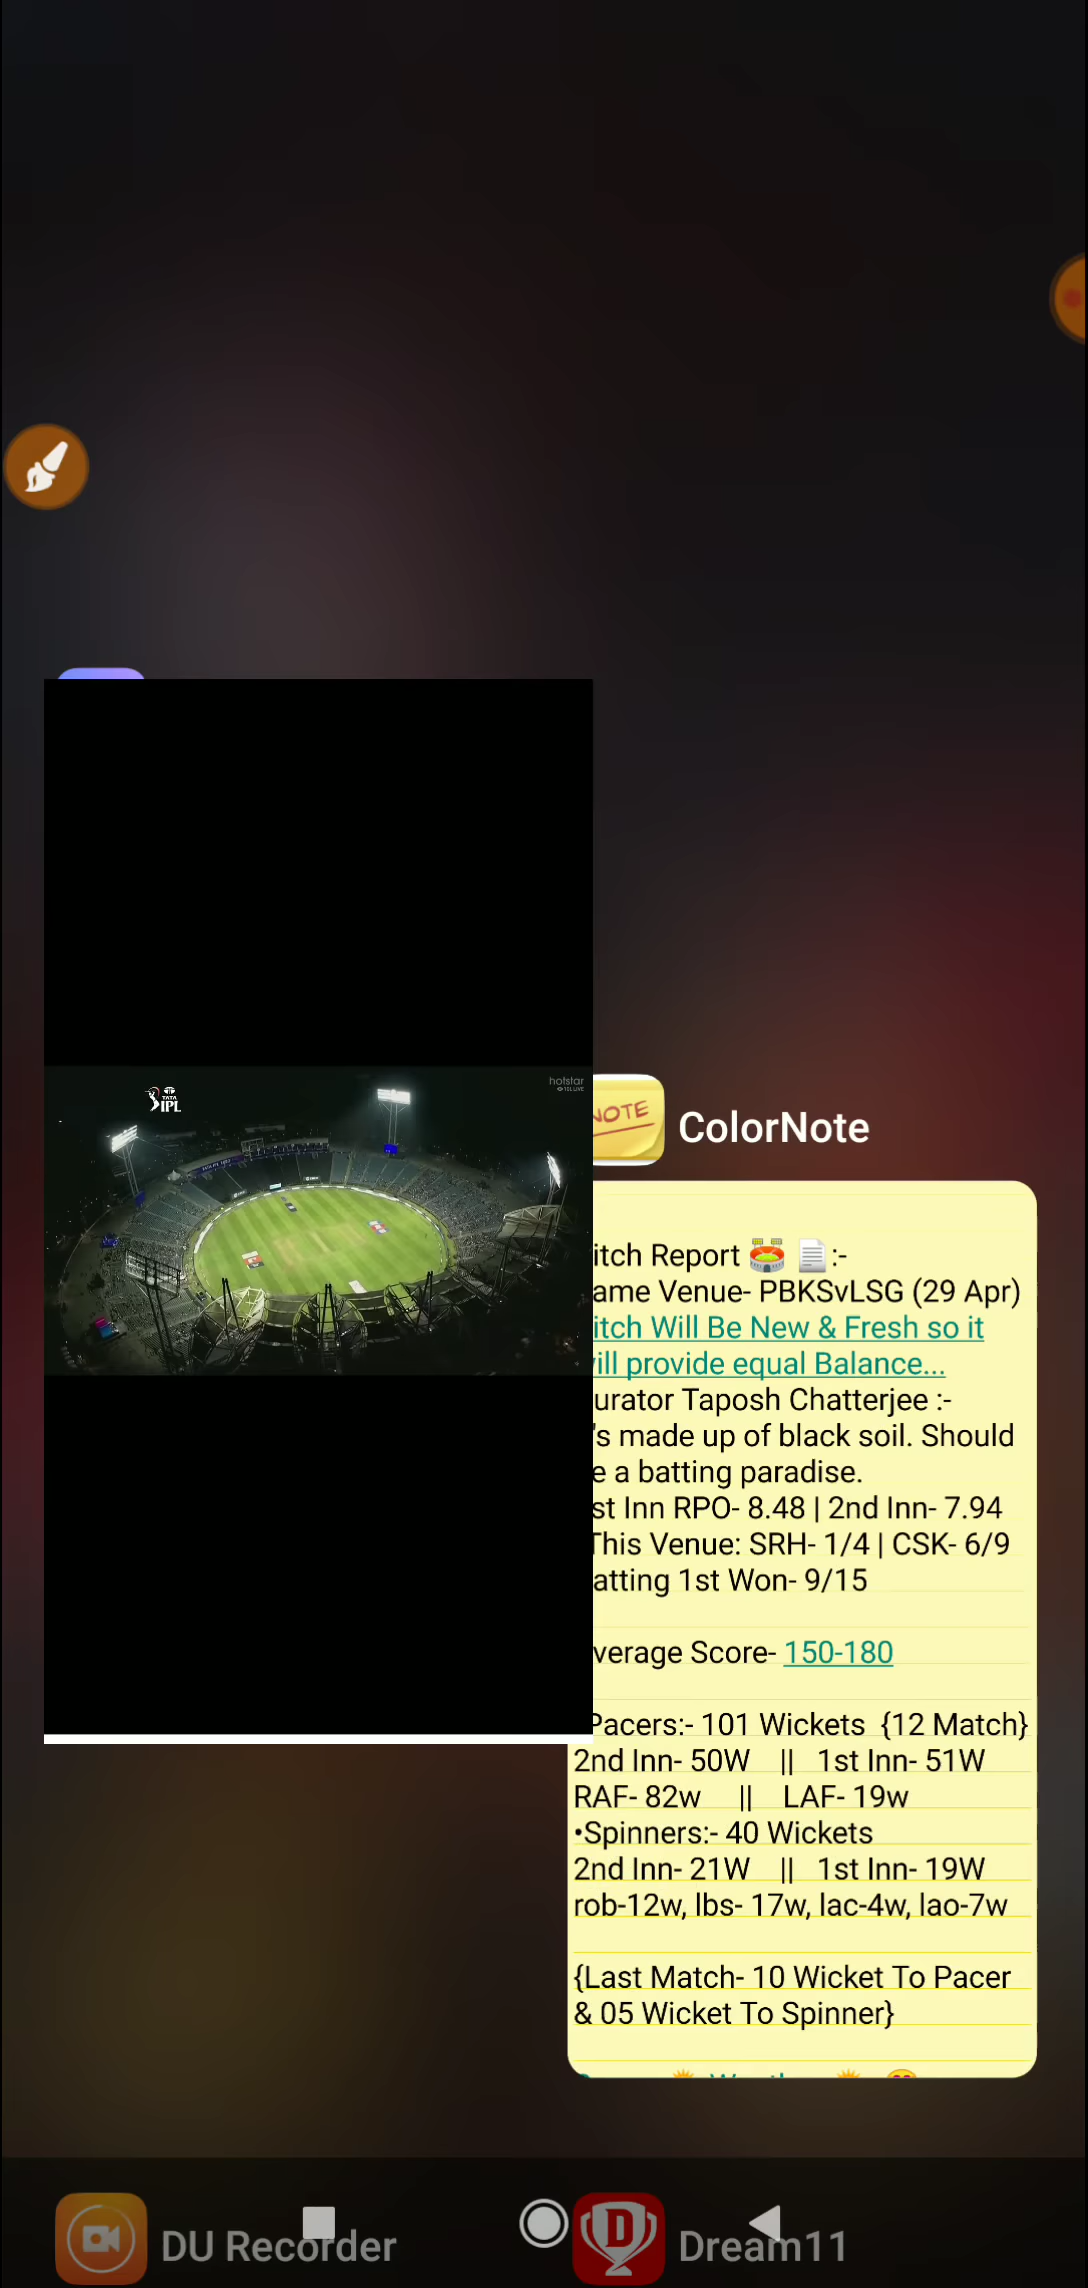 TATA
IPL
hotstar
LIVE
NOTE
ColorNote
itch Report 🏟️ 📄:-
ame Venue- PBKSvLSG (29 Apr)
itch Will Be New & Fresh so it
ill provide equal Balance...
urator Taposh Chatterjee :-
's made up of black soil. Should
e a batting paradise.
st Inn RPO- 8.48 | 2nd Inn- 7.94
This Venue: SRH- 1/4 | CSK- 6/9
atting 1st Won- 9/15
verage Score- 150-180
Pacers:- 101 Wickets {12 Match}
2nd Inn- 50W || 1st Inn- 51W
RAF- 82w || LAF- 19w
•Spinners:- 40 Wickets
2nd Inn- 21W || 1st Inn- 19W
rob-12w, lbs- 17w, lac-4w, lao-7w
{Last Match- 10 Wicket To Pacer
& 05 Wicket To Spinner}
DU Recorder
D
Dream11